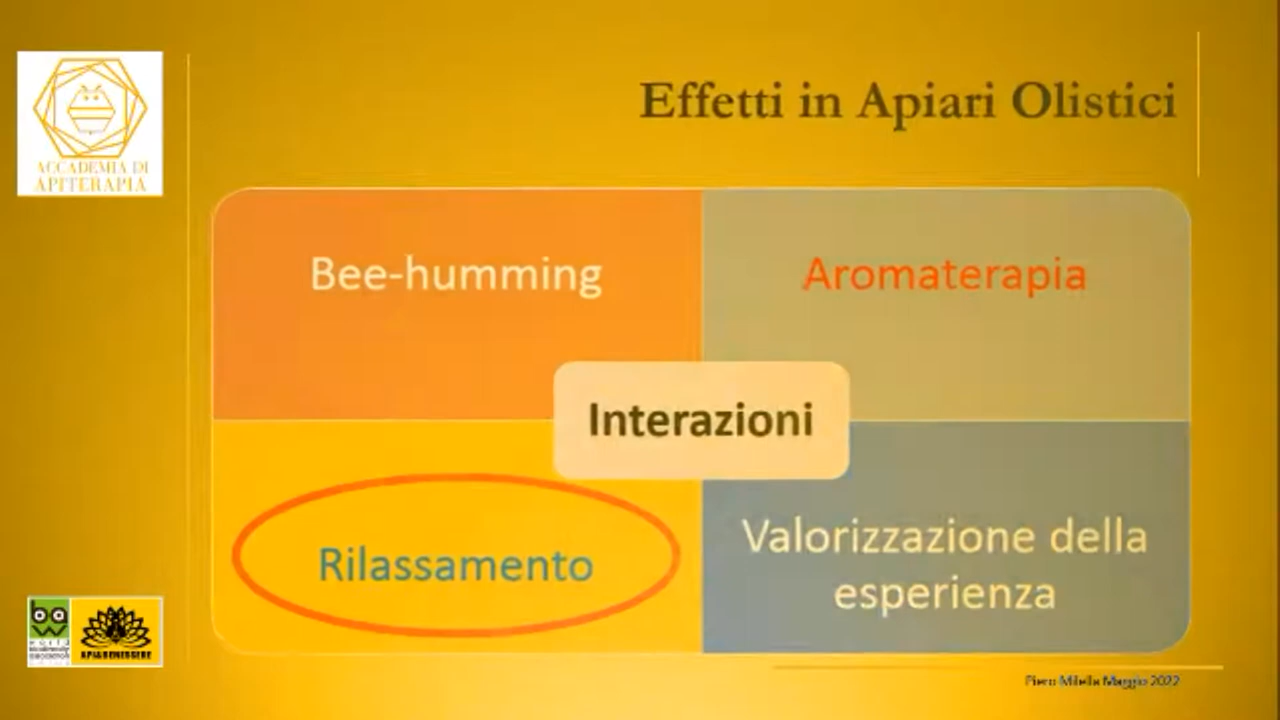 ACCADEMIA DI
APITERAPIA
Effetti in Apiari Olistici
Bee-humming
Aromaterapia
Interazioni
Rilassamento
Valorizzazione della
esperienza
APIABENESSERE
Piero Milella Maggio 2022